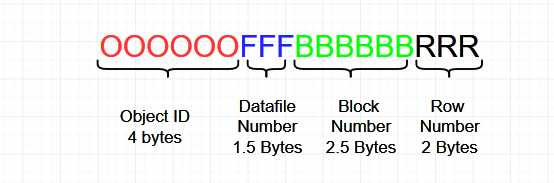 OOOOOOFFFBBBBBBRRR
Object ID
4 bytes
Datafile
Number
1.5 Bytes
Block
Number
2.5 Bytes
Row
Number
2 Bytes